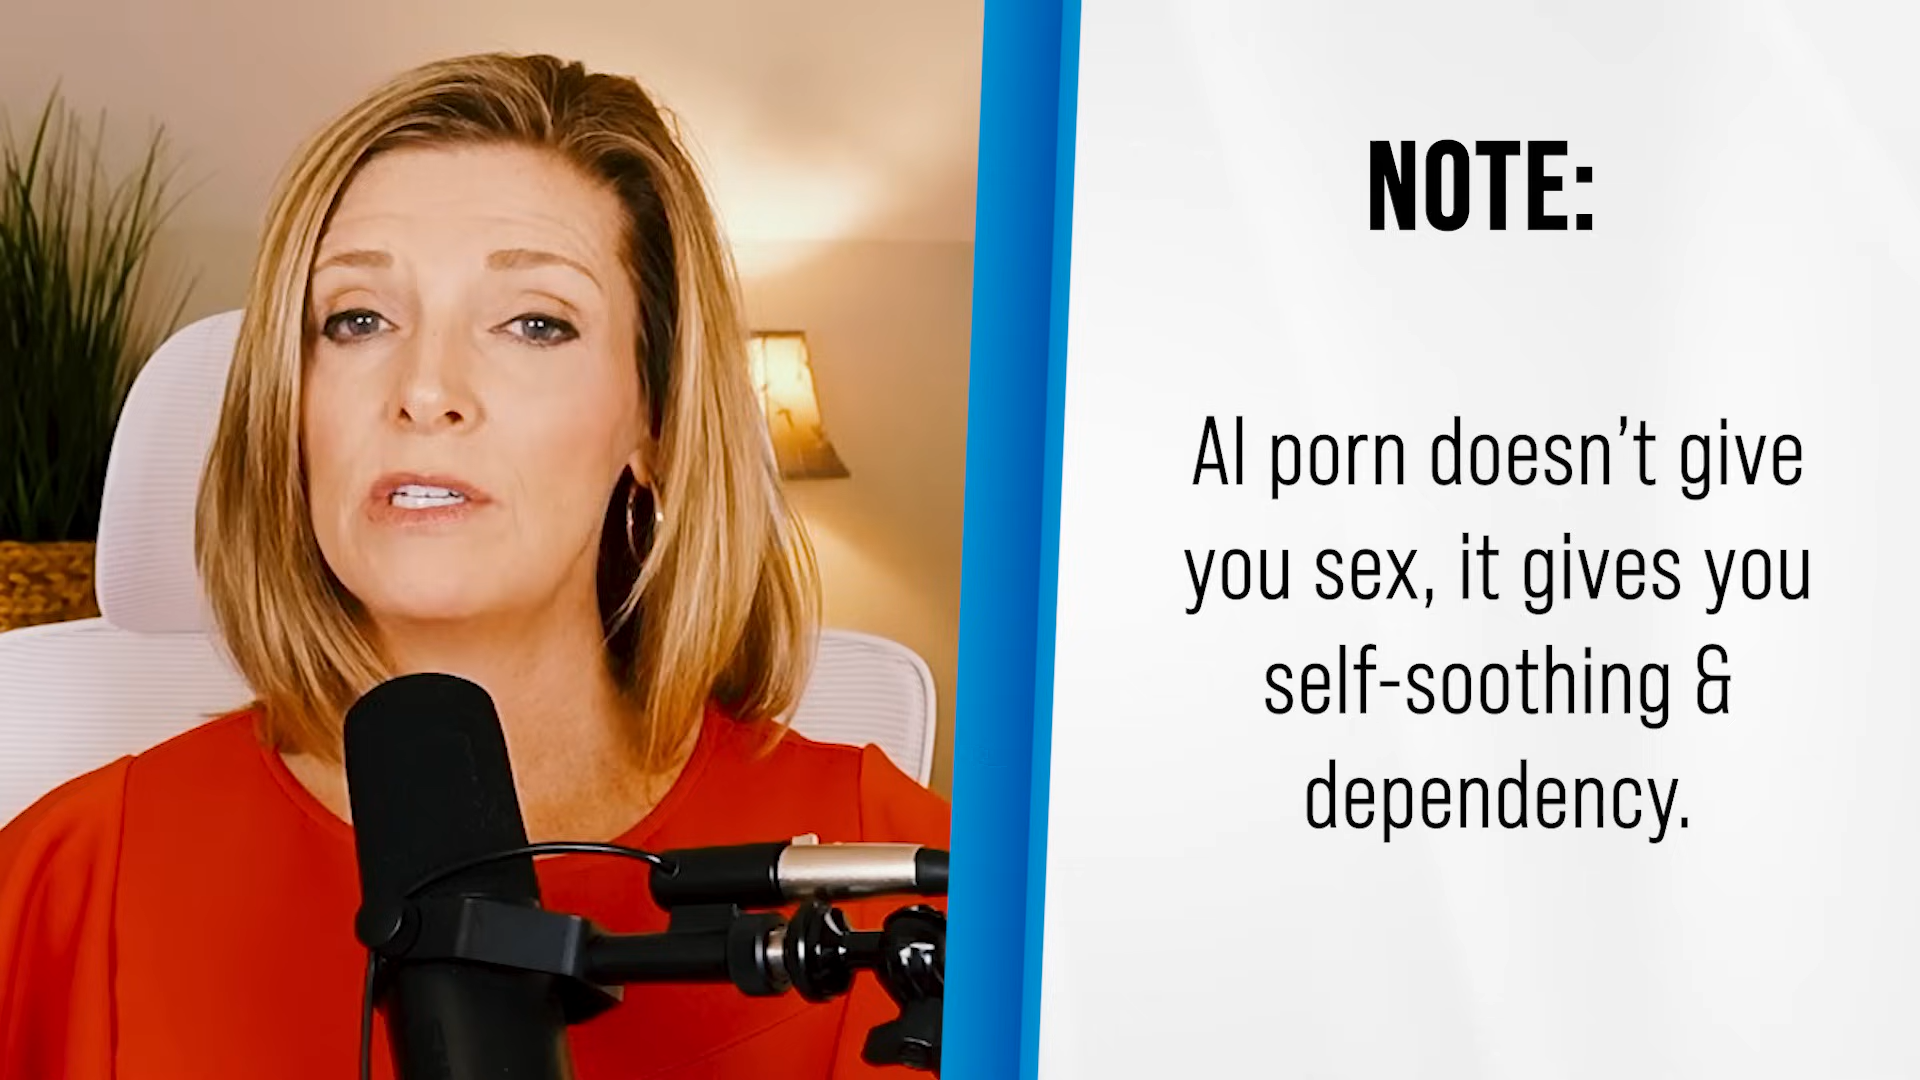 NOTE:
AI porn doesn’t give
you sex, it gives you
self-soothing &
dependency.